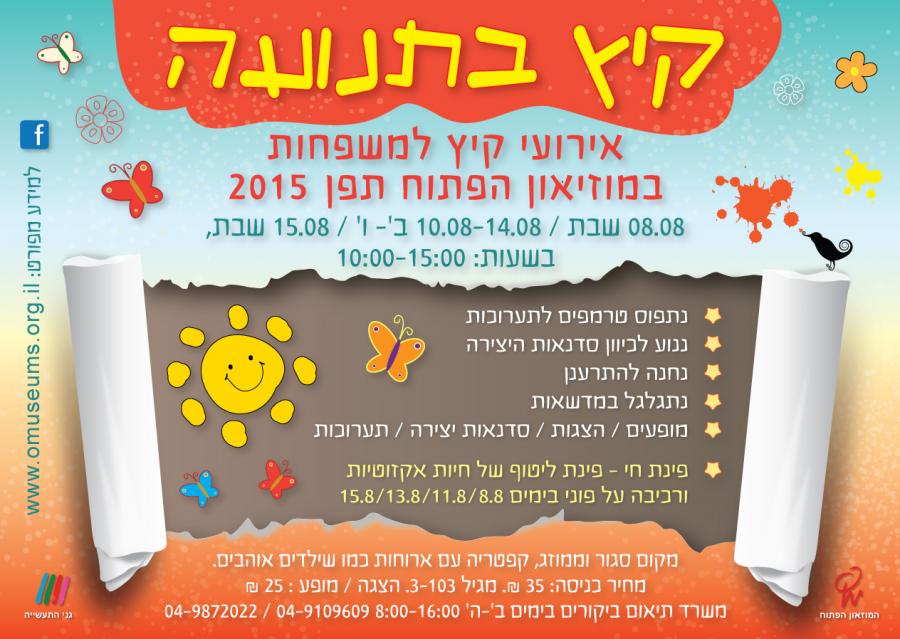 קיץ בתנועה
אירועי קיץ למשפחות
במוזיאון הפתוח תפן 2015
08.08 שבת / 10.08-14.08 ב'- ו' / 15.08 שבת,
בשעות: 10:00-15:00
נתפוס טרמפים לתערוכות
ננוע לכיוון סדנאות היצירה
נחנה להתרענן
נתגלגל במדשאות
מופעים / הצגות / סדנאות יצירה / תערוכות
פינת חי - פינת ליטוף של חיות אקזוטיות
ורכיבה על פוני בימים 15.8/13.8/11.8/8.8
מקום סגור וממוזג, קפטריה עם ארוחות כמו שילדים אוהבים.
מחיר כניסה: 35 ₪. מגיל 3-103. הצגה / מופע : 25 ₪
משרד תיאום ביקורים בימים ב'-ה' 8:00-16:00 04-9109609 / 04-9872022
למידע מפורט: www.omuseums.org.il
f
גני התעשייה
המוזאון הפתוח